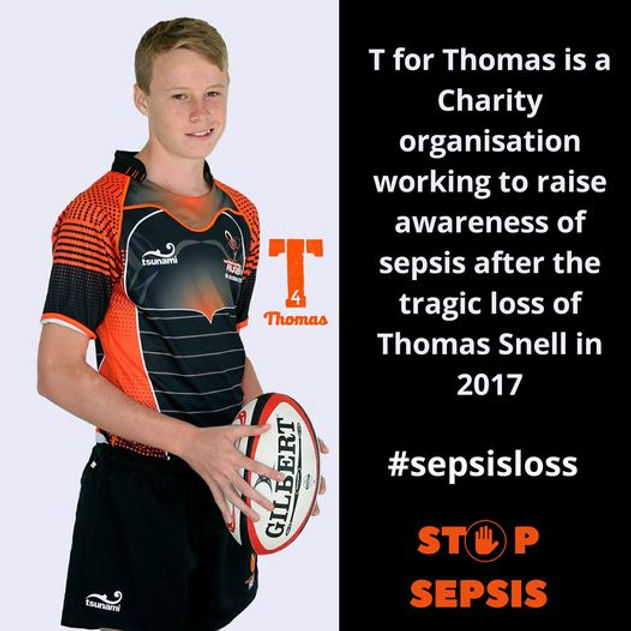 T for Thomas is a
Charity
organisation
working to raise
awareness of
sepsis after the
tragic loss of
Thomas Snell in
2017
#sepsisloss
STOP
SEPSIS
T
4
Thomas
tsunami
GILBERT
tsunami